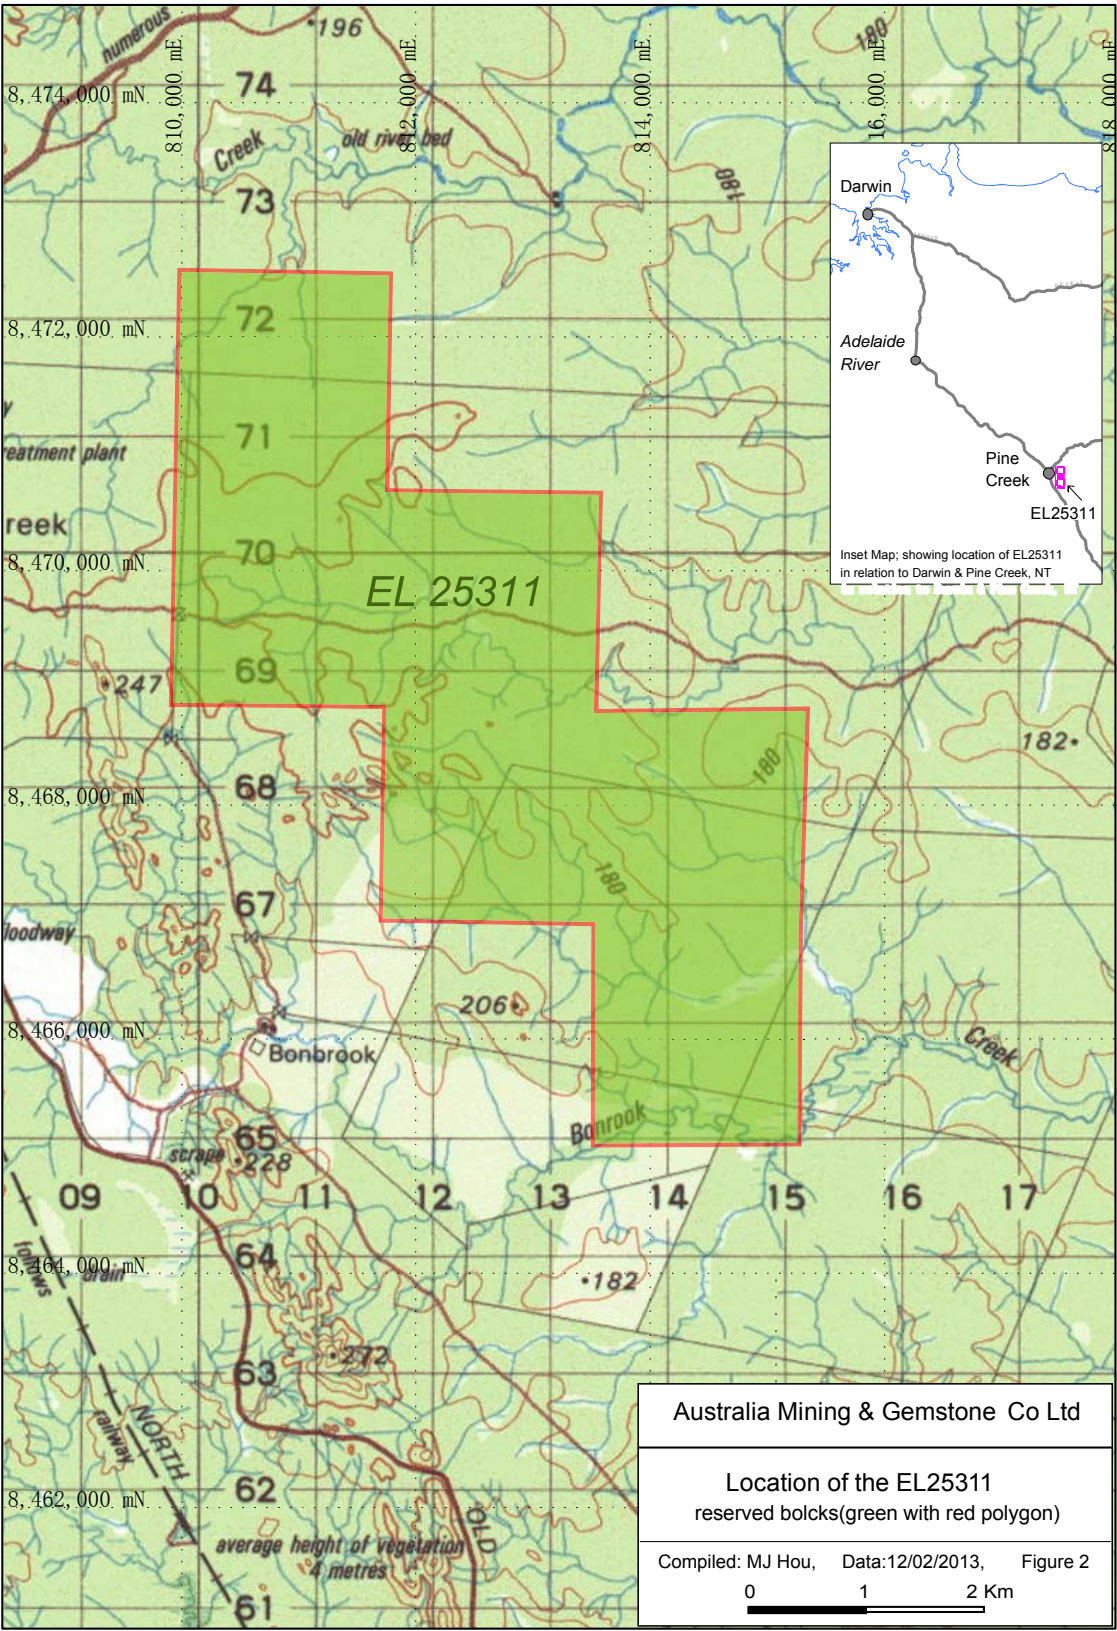 numerous
196
180
810,000 mE
812,000 mE
814,000 mE
16,000 mE
8,474,000 mN
74
Creek
old river bed
73
180
Darwin
Adelaide
River
Pine
Creek
EL25311
Inset Map; showing location of EL25311
in relation to Darwin & Pine Creek, NT
8,472,000 mN
72
y
71
reatment plant
reek
70
8,470,000 mN
EL 25311
69
247
182
180
68
8,468,000 mN
180
67
loodway
206
8,466,000 mN
Bonbrook
Creek
Bonrook
65
scrape
228
09 10 11 12 13 14 15 16 17
64
follows
8,464,000 mN
drain
182
272
63
NORTH
railway
62
8,462,000 mN
OLD
average height of vegetation
4 metres
61
Australia Mining & Gemstone Co Ltd
Location of the EL25311
reserved bolcks(green with red polygon)
Compiled: MJ Hou, Data:12/02/2013, Figure 2
0 1 2 Km